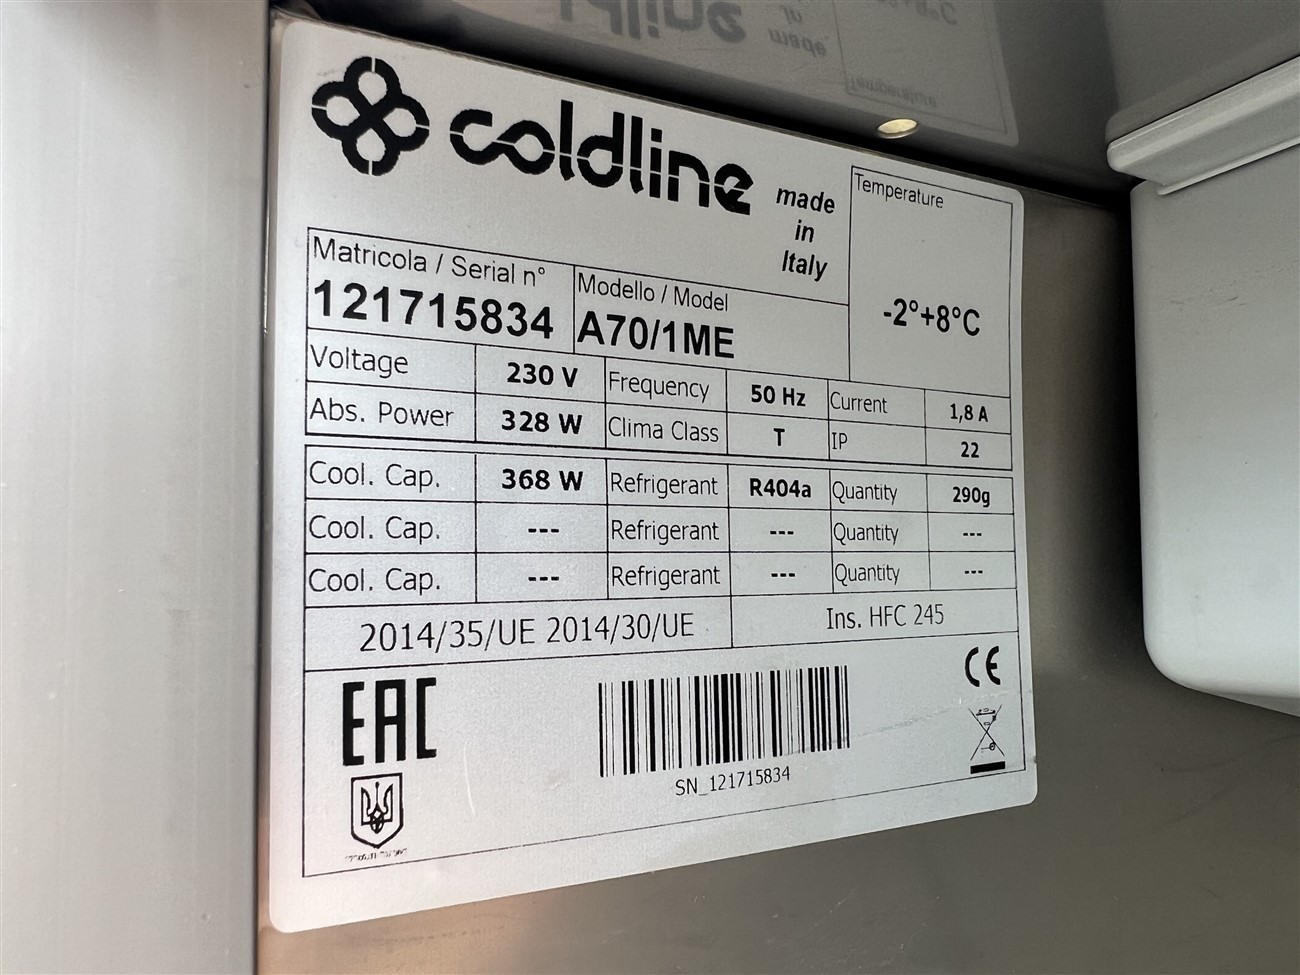 coldline
made
in
Italy
Temperature
-2°+8°C
Matricola / Serial n°
121715834
Modello / Model
A70/1ME
Voltage 230 V Frequency 50 Hz Current 1,8 A
Abs. Power 328 W Clima Class T IP 22
Cool. Cap. 368 W Refrigerant R404a Quantity 290g
Cool. Cap. --- Refrigerant --- Quantity ---
Cool. Cap. --- Refrigerant --- Quantity ---
2014/35/UE 2014/30/UE Ins. HFC 245
EAC
CE
SN_121715834